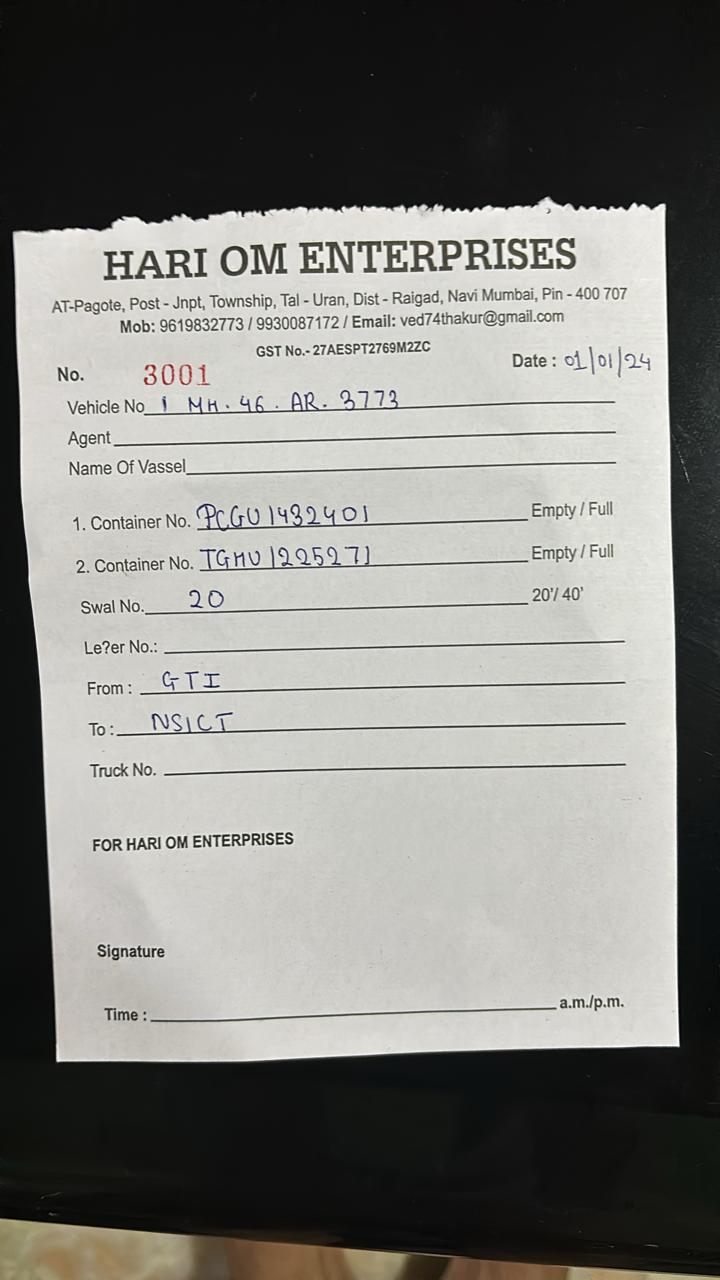 HARI OM ENTERPRISES
AT-Pagote, Post - Jnpt, Township, Tal - Uran, Dist - Raigad, Navi Mumbai, Pin - 400 707
Mob: 9619832773 / 9930087172 / Email: ved74thakur@gmail.com
GST No.- 27AESPT2769M2ZC
No. 3001 Date : 01/01/24
Vehicle No MH. 46. AR. 3773
Agent
Name Of Vassel
1. Container No. PCGU1432401 Empty / Full
2. Container No. TGHU1225271 Empty / Full
Swal No. 20 20'/ 40'
Le?er No.:
From : GTI
To : NSICT
Truck No.
FOR HARI OM ENTERPRISES
Signature
Time : a.m./p.m.